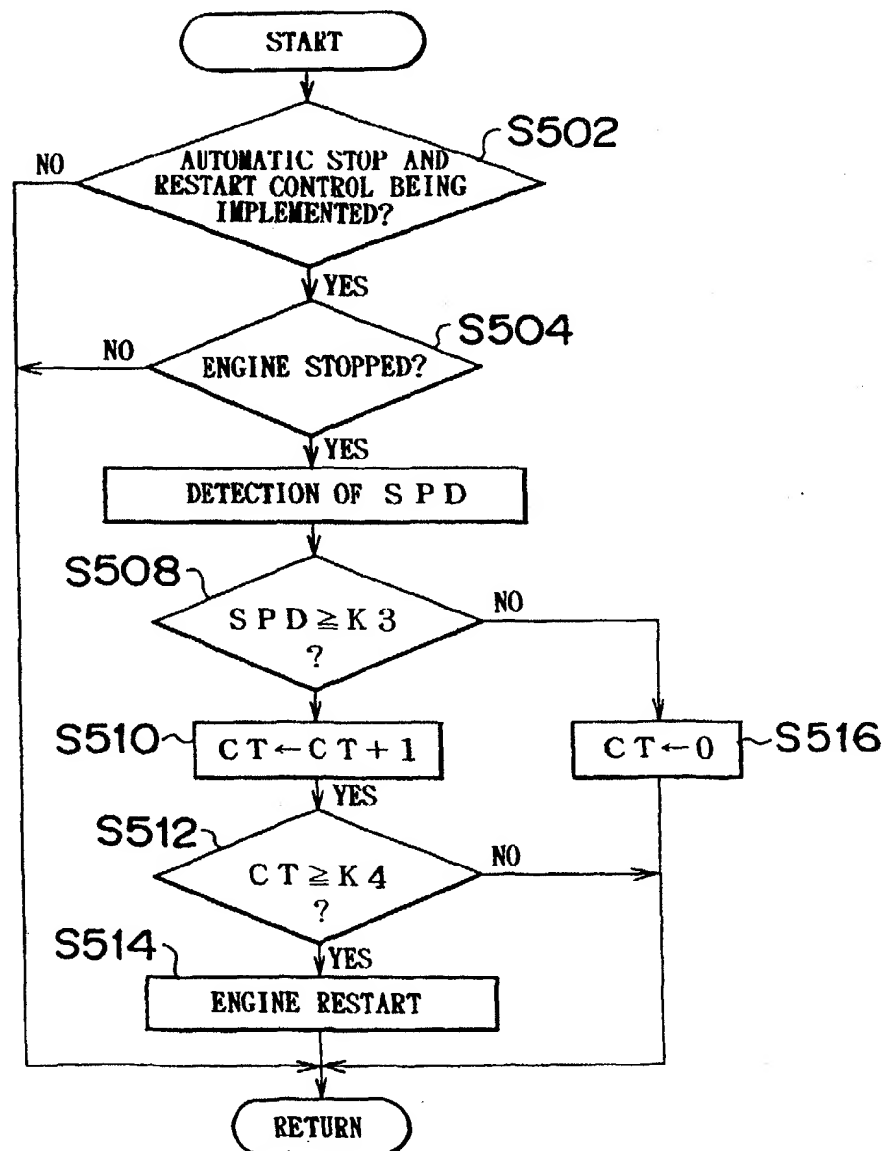 START
S502
NO
AUTOMATIC STOP AND
RESTART CONTROL BEING
IMPLEMENTED?
YES
S504
NO
ENGINE STOPPED?
YES
DETECTION OF SPD
S508
NO
SPD≧K3
?
S510
CT←CT+1
CT←0
S516
YES
S512
NO
CT≧K4
?
S514
YES
ENGINE RESTART
RETURN